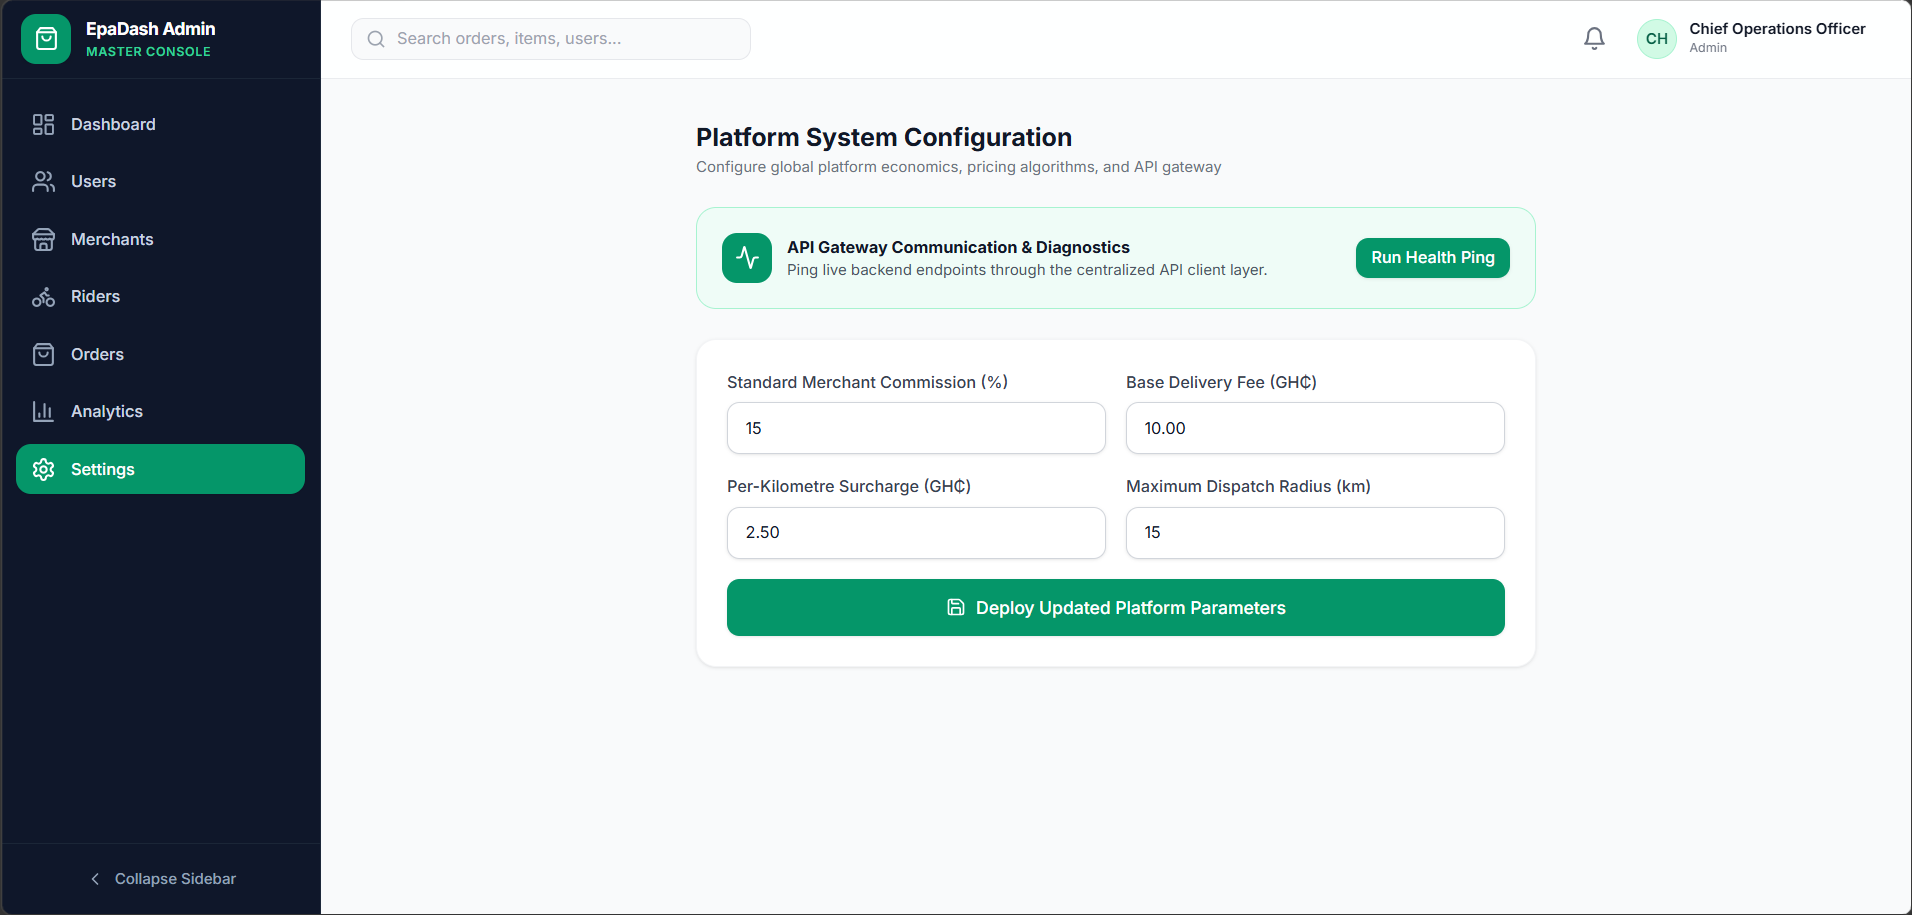 EpaDash Admin
MASTER CONSOLE
Search orders, items, users...
CH
Chief Operations Officer
Admin
Dashboard
Users
Merchants
Riders
Orders
Analytics
Settings
Collapse Sidebar
Platform System Configuration
Configure global platform economics, pricing algorithms, and API gateway
API Gateway Communication & Diagnostics
Ping live backend endpoints through the centralized API client layer.
Run Health Ping
Standard Merchant Commission (%)
15
Base Delivery Fee (GH₵)
10.00
Per-Kilometre Surcharge (GH₵)
2.50
Maximum Dispatch Radius (km)
15
Deploy Updated Platform Parameters